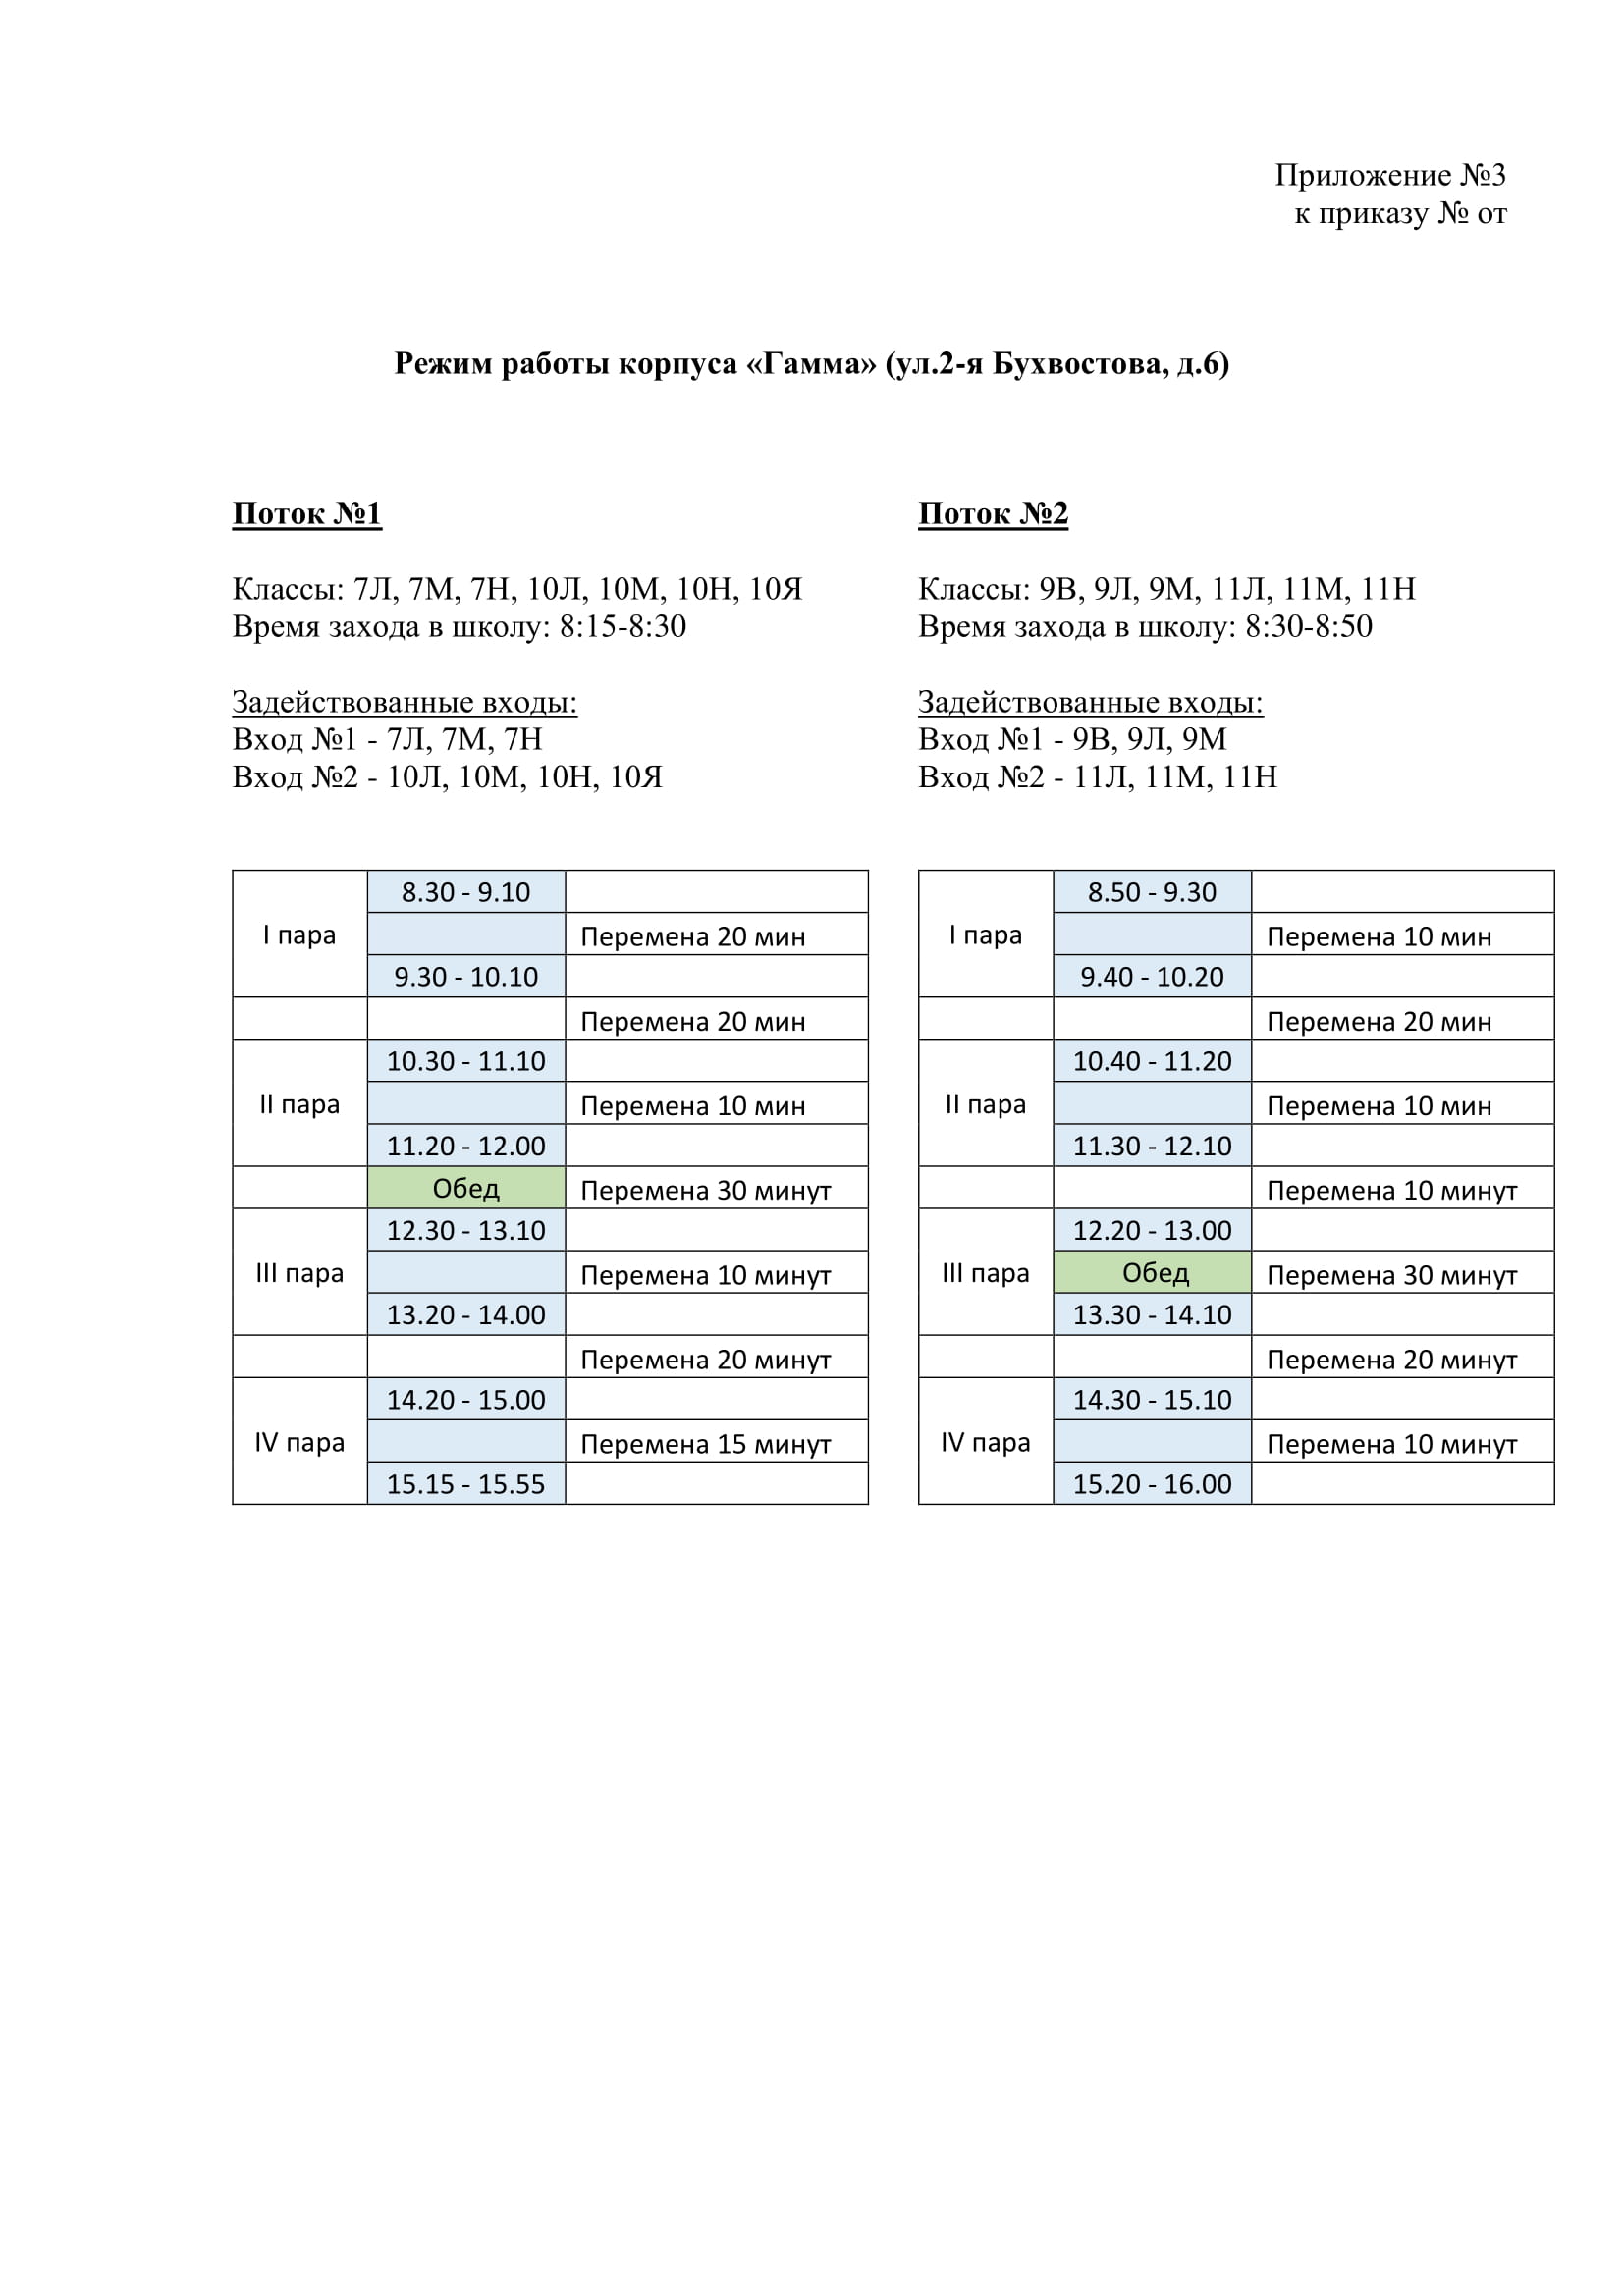 Приложение №3
к приказу № от
Режим работы корпуса «Гамма» (ул.2-я Бухвостова, д.6)
Поток №1
Классы: 7Л, 7М, 7Н, 10Л, 10М, 10Н, 10Я
Время захода в школу: 8:15-8:30
Задействованные входы:
Вход №1 - 7Л, 7М, 7Н
Вход №2 - 10Л, 10М, 10Н, 10Я
I пара
8.30 - 9.10
Перемена 20 мин
9.30 - 10.10
Перемена 20 мин
II пара
10.30 - 11.10
Перемена 10 мин
11.20 - 12.00
Обед Перемена 30 минут
III пара
12.30 - 13.10
Перемена 10 минут
13.20 - 14.00
Перемена 20 минут
IV пара
14.20 - 15.00
Перемена 15 минут
15.15 - 15.55
Поток №2
Классы: 9В, 9Л, 9М, 11Л, 11М, 11Н
Время захода в школу: 8:30-8:50
Задействованные входы:
Вход №1 - 9В, 9Л, 9М
Вход №2 - 11Л, 11М, 11Н
I пара
8.50 - 9.30
Перемена 10 мин
9.40 - 10.20
Перемена 20 мин
II пара
10.40 - 11.20
Перемена 10 мин
11.30 - 12.10
Перемена 10 минут
III пара
12.20 - 13.00
Обед Перемена 30 минут
13.30 - 14.10
Перемена 20 минут
IV пара
14.30 - 15.10
Перемена 10 минут
15.20 - 16.00